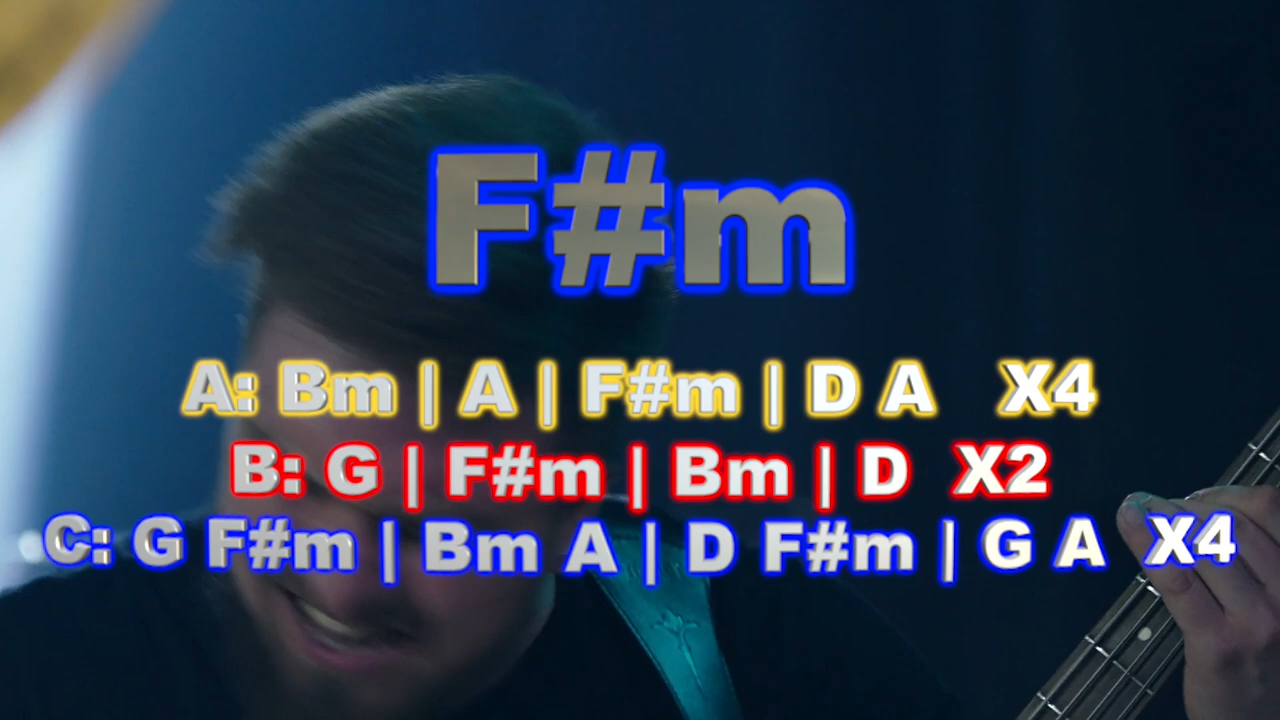 F#m
A: Bm | A | F#m | D A X4
B: G | F#m | Bm | D X2
C: G F#m | Bm A | D F#m | G A X4